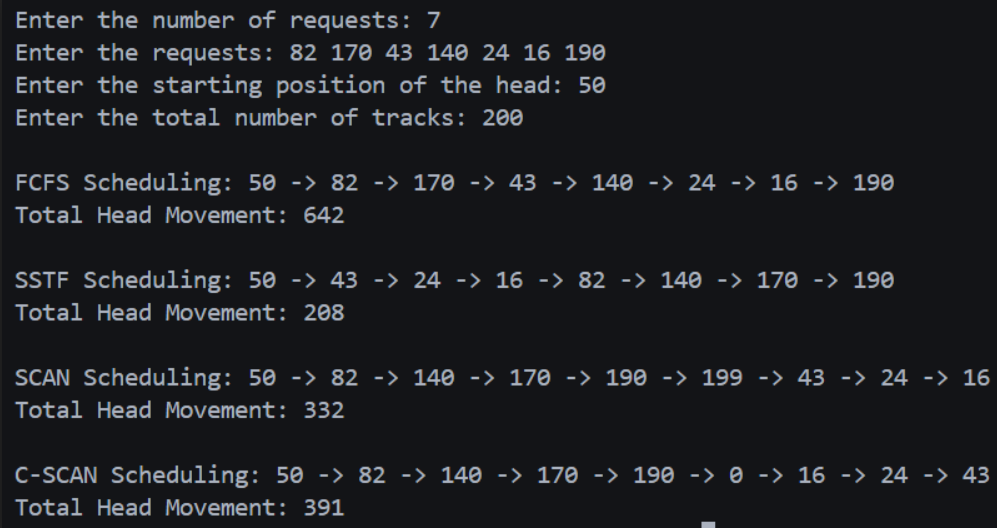 Enter the number of requests: 7
Enter the requests: 82 170 43 140 24 16 190
Enter the starting position of the head: 50
Enter the total number of tracks: 200
FCFS Scheduling: 50 -> 82 -> 170 -> 43 -> 140 -> 24 -> 16 -> 190
Total Head Movement: 642
SSTF Scheduling: 50 -> 43 -> 24 -> 16 -> 82 -> 140 -> 170 -> 190
Total Head Movement: 208
SCAN Scheduling: 50 -> 82 -> 140 -> 170 -> 190 -> 199 -> 43 -> 24 -> 16
Total Head Movement: 332
C-SCAN Scheduling: 50 -> 82 -> 140 -> 170 -> 190 -> 0 -> 16 -> 24 -> 43
Total Head Movement: 391